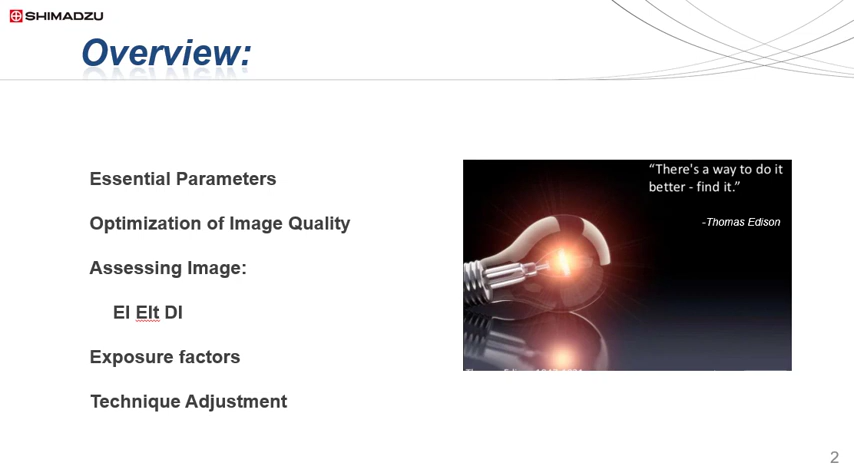 SHIMADZU
Overview:
Essential Parameters
Optimization of Image Quality
Assessing Image:
EI EIt DI
Exposure factors
Technique Adjustment
“There's a way to do it
better - find it.”
-Thomas Edison
2